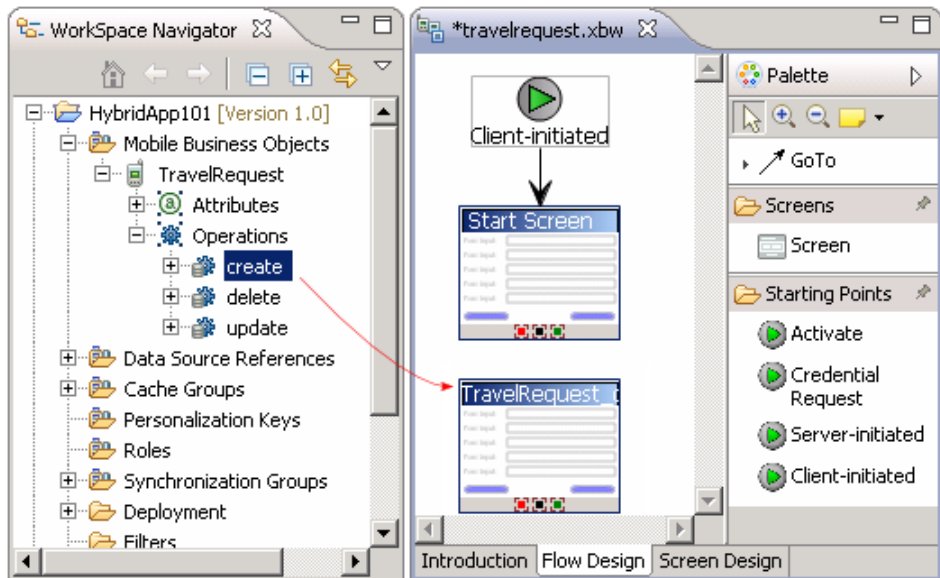 WorkSpace Navigator
HybridApp101 [Version 1.0]
Mobile Business Objects
TravelRequest
Attributes
Operations
create
delete
update
Data Source References
Cache Groups
Personalization Keys
Roles
Synchronization Groups
Deployment
Filters
*travelrequest.xbw
Client-initiated
Start Screen
TravelRequest_
Introduction
Flow Design
Screen Design
Palette
GoTo
Screens
Screen
Starting Points
Activate
Credential
Request
Server-initiated
Client-initiated